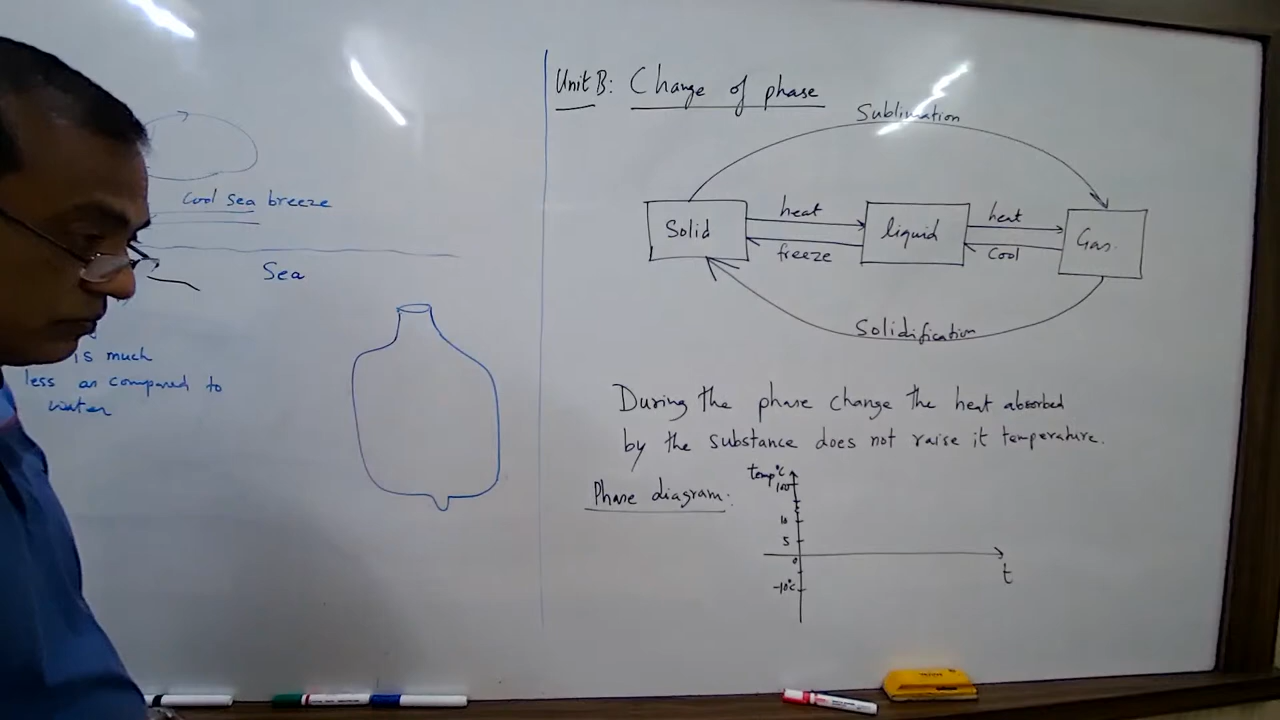 Cool sea breeze
Sea
is much
less as compared to
water
Unit B: Change of phase
Sublimation
Solid
heat
freeze
liquid
heat
Cool
Gas.
Solidification
During the phase change the heat absorbed
by the substance does not raise it temperature.
Phase diagram:
temp°C
100
10
5
0
-10°C
t